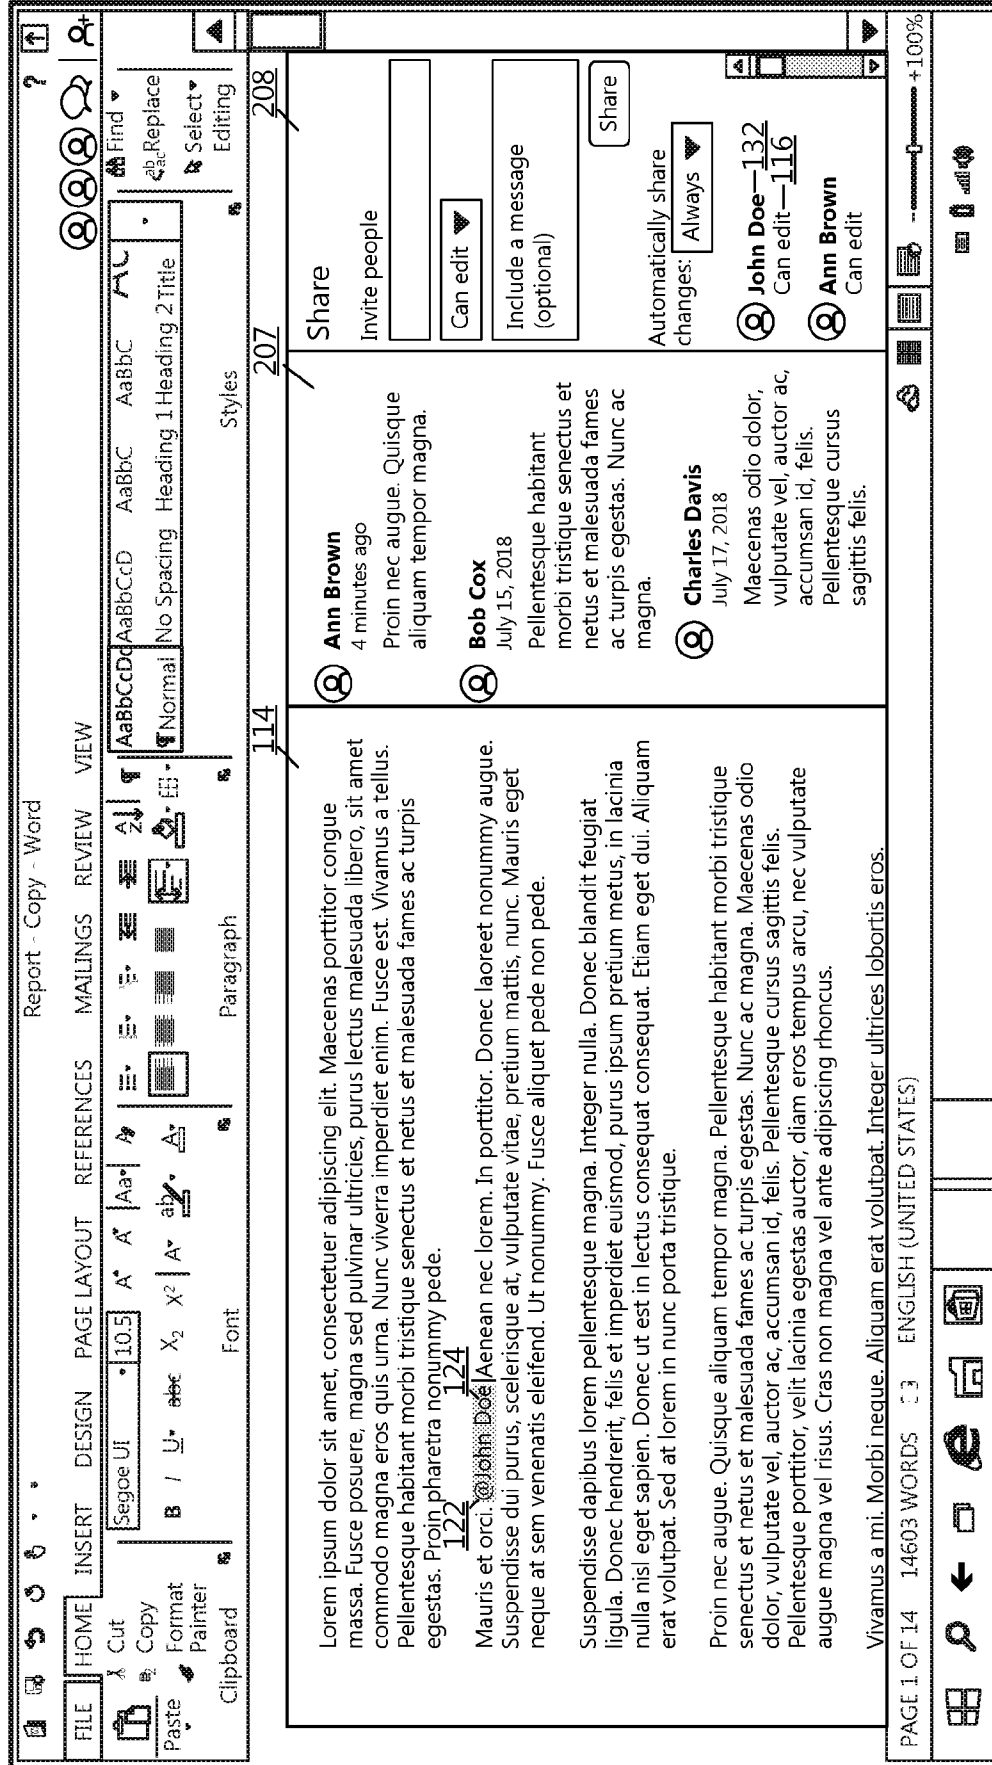 Report - Copy - Word
?
FILE HOME INSERT DESIGN PAGE LAYOUT REFERENCES MAILINGS REVIEW VIEW
Paste
Cut
Copy
Format
Painter
Clipboard
Segoe UI 10.5 A A Aa
B I U abc X2 X2 A ab A
Font
A
Z
Paragraph
AaBbCcDc AaBbCcD AaBbC AaBbC
¶Normal No Spacing Heading 1 Heading 2 Title
Styles
Find
Replace
Select
Editing
114
207
208
Lorem ipsum dolor sit amet, consectetuer adipiscing elit. Maecenas porttitor congue
massa. Fusce posuere, magna sed pulvinar ultricies, purus lectus malesuada libero, sit amet
commodo magna eros quis urna. Nunc viverra imperdiet enim. Fusce est. Vivamus a tellus.
Pellentesque habitant morbi tristique senectus et netus et malesuada fames ac turpis
egestas. Proin pharetra nonummy pede.
122 124
Mauris et orci. @John Doe Aenean nec lorem. In porttitor. Donec laoreet nonummy augue.
Suspendisse dui purus, scelerisque at, vulputate vitae, pretium mattis, nunc. Mauris eget
neque at sem venenatis eleifend. Ut nonummy. Fusce aliquet pede non pede.
Suspendisse dapibus lorem pellentesque magna. Integer nulla. Donec blandit feugiat
ligula. Donec hendrerit, felis et imperdiet euismod, purus ipsum pretium metus, in lacinia
nulla nisl eget sapien. Donec ut est in lectus consequat consequat. Etiam eget dui. Aliquam
erat volutpat. Sed at lorem in nunc porta tristique.
Proin nec augue. Quisque aliquam tempor magna. Pellentesque habitant morbi tristique
senectus et netus et malesuada fames ac turpis egestas. Nunc ac magna. Maecenas odio
dolor, vulputate vel, auctor ac, accumsan id, felis. Pellentesque cursus sagittis felis.
Pellentesque porttitor, velit lacinia egestas auctor, diam eros tempus arcu, nec vulputate
augue magna vel risus. Cras non magna vel ante adipiscing rhoncus.
Vivamus a mi. Morbi neque. Aliquam erat volutpat. Integer ultrices lobortis eros.
Ann Brown
4 minutes ago
Proin nec augue. Quisque
aliquam tempor magna.
Bob Cox
July 15, 2018
Pellentesque habitant
morbi tristique senectus et
netus et malesuada fames
ac turpis egestas. Nunc ac
magna.
Charles Davis
July 17, 2018
Maecenas odio dolor,
vulputate vel, auctor ac,
accumsan id, felis.
Pellentesque cursus
sagittis felis.
Share
Invite people
Can edit
Include a message
(optional)
Share
Automatically share
changes: Always
John Doe—132
Can edit—116
Ann Brown
Can edit
PAGE 1 OF 14 14603 WORDS ENGLISH (UNITED STATES) +100%